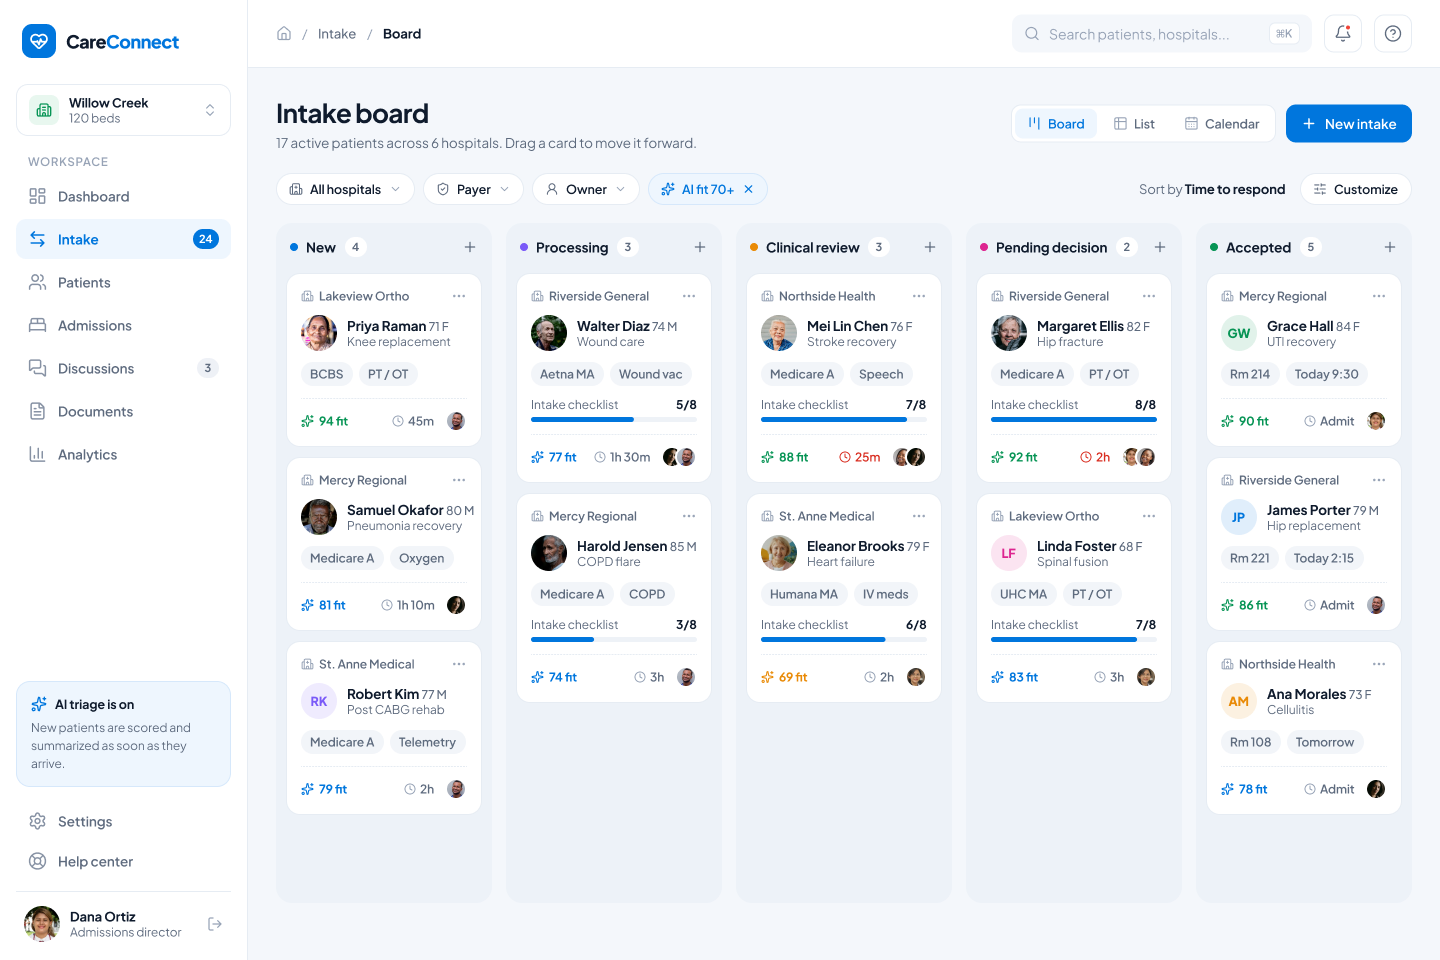 CareConnect
Willow Creek
120 beds
WORKSPACE
Dashboard
Intake 24
Patients
Admissions
Discussions 3
Documents
Analytics
AI triage is on
New patients are scored and
summarized as soon as they
arrive.
Settings
Help center
Dana Ortiz
Admissions director
/ Intake / Board
Search patients, hospitals... ⌘K
Intake board
17 active patients across 6 hospitals. Drag a card to move it forward.
Board List Calendar
+ New intake
All hospitals Payer Owner AI fit 70+
Sort by Time to respond Customize
New 4
Lakeview Ortho
Priya Raman 71 F
Knee replacement
BCBS PT / OT
94 fit 45m
Mercy Regional
Samuel Okafor 80 M
Pneumonia recovery
Medicare A Oxygen
81 fit 1h 10m
St. Anne Medical
RK Robert Kim 77 M
Post CABG rehab
Medicare A Telemetry
79 fit 2h
Processing 3
Riverside General
Walter Diaz 74 M
Wound care
Aetna MA Wound vac
Intake checklist 5/8
77 fit 1h 30m
Mercy Regional
Harold Jensen 85 M
COPD flare
Medicare A COPD
Intake checklist 3/8
74 fit 3h
Clinical review 3
Northside Health
Mei Lin Chen 76 F
Stroke recovery
Medicare A Speech
Intake checklist 7/8
88 fit 25m
St. Anne Medical
Eleanor Brooks 79 F
Heart failure
Humana MA IV meds
Intake checklist 6/8
69 fit 2h
Pending decision 2
Riverside General
Margaret Ellis 82 F
Hip fracture
Medicare A PT / OT
Intake checklist 8/8
92 fit 2h
Lakeview Ortho
LF Linda Foster 68 F
Spinal fusion
UHC MA PT / OT
Intake checklist 7/8
83 fit 3h
Accepted 5
Mercy Regional
GW Grace Hall 84 F
UTI recovery
Rm 214 Today 9:30
90 fit Admit
Riverside General
JP James Porter 79 M
Hip replacement
Rm 221 Today 2:15
86 fit Admit
Northside Health
AM Ana Morales 73 F
Cellulitis
Rm 108 Tomorrow
78 fit Admit